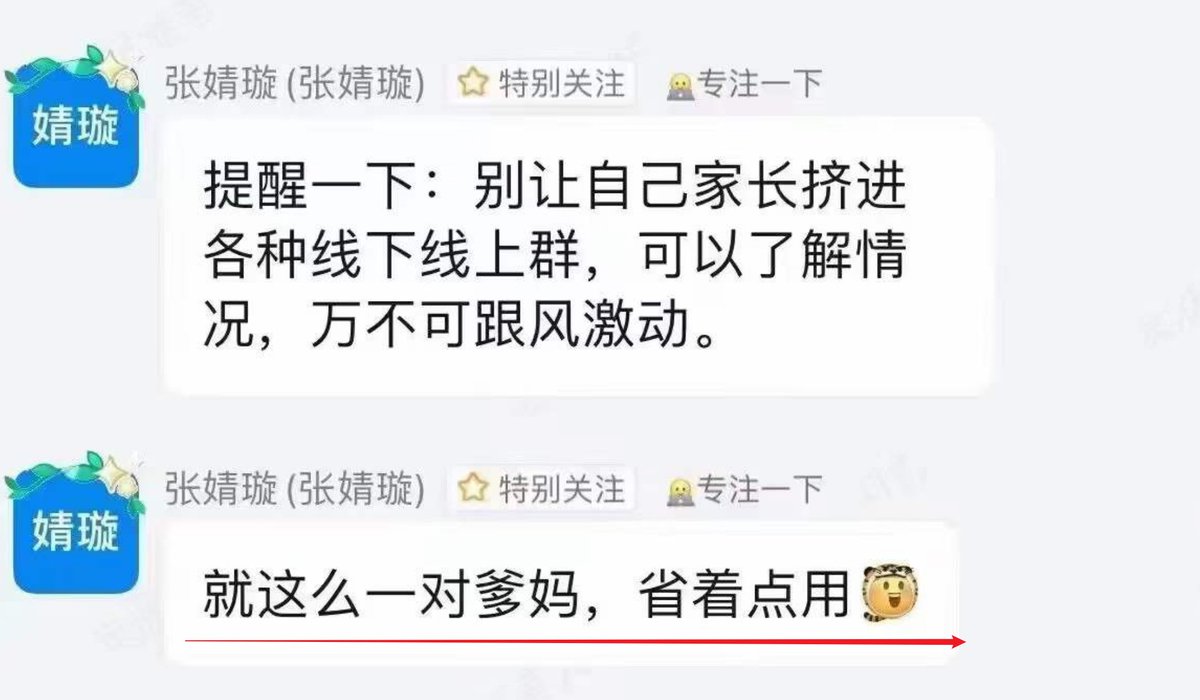 张婧璇 (张婧璇) 特别关注 专注一下
婧璇
提醒一下：别让自己家长挤进
各种线下线上群，可以了解情
况，万不可跟风激动。
张婧璇 (张婧璇) 特别关注 专注一下
婧璇
就这么一对爹妈，省着点用